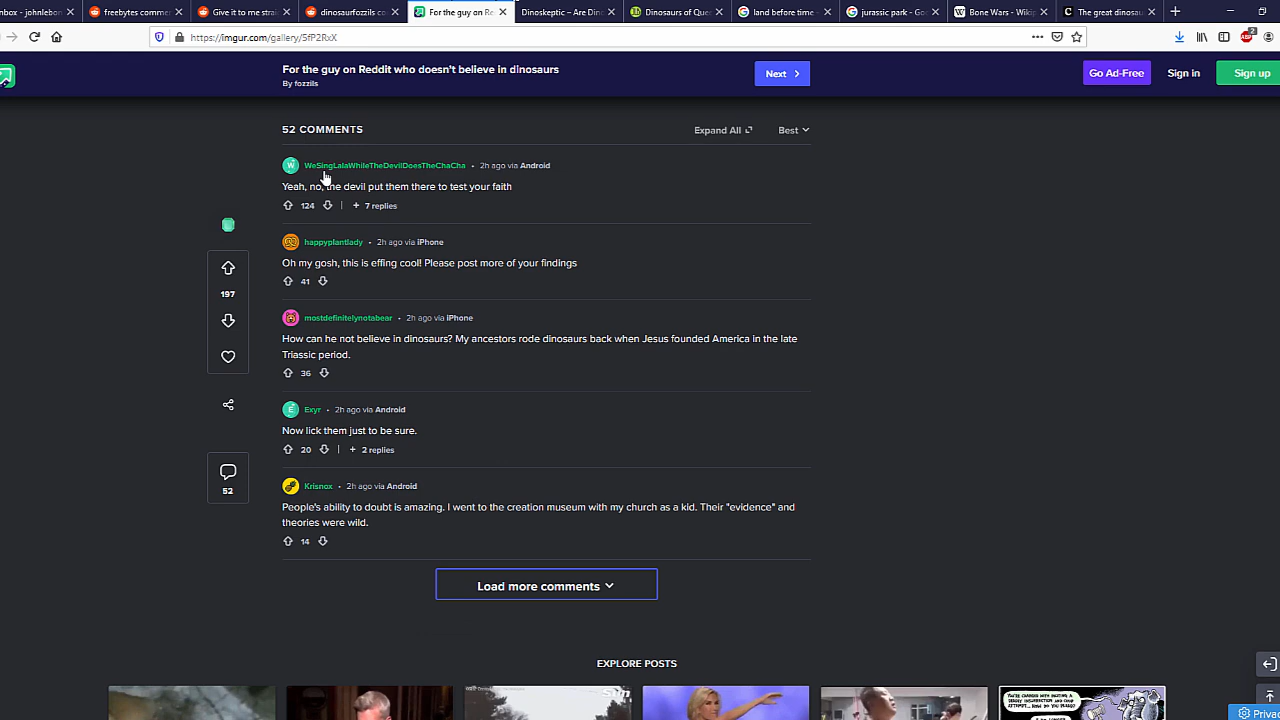 nbox - johnlebon
freebytes commen
Give it to me straig
dinosaurfozzils co
For the guy on Re
Dinoskeptic – Are Din
Dinosaurs of Que
land before time -
jurassic park - Goo
Bone Wars - Wikip
The great dinosau
https://imgur.com/gallery/5fP2RxX
For the guy on Reddit who doesn't believe in dinosaurs
By fozzils
Next
Go Ad-Free
Sign in
Sign up
52 COMMENTS
Expand All
Best
WeSingLalaWhileTheDevilDoesTheChaCha • 2h ago via Android
Yeah, no, the devil put them there to test your faith
124 + 7 replies
happyplantlady • 2h ago via iPhone
Oh my gosh, this is effing cool! Please post more of your findings
41
mostdefinitelynotabear • 2h ago via iPhone
How can he not believe in dinosaurs? My ancestors rode dinosaurs back when Jesus founded America in the late
Triassic period.
36
Exyr • 2h ago via Android
Now lick them just to be sure.
20 + 2 replies
Krisnox • 2h ago via Android
People's ability to doubt is amazing. I went to the creation museum with my church as a kid. Their "evidence" and
theories were wild.
14
197
52
Load more comments
EXPLORE POSTS
Sun
Privac